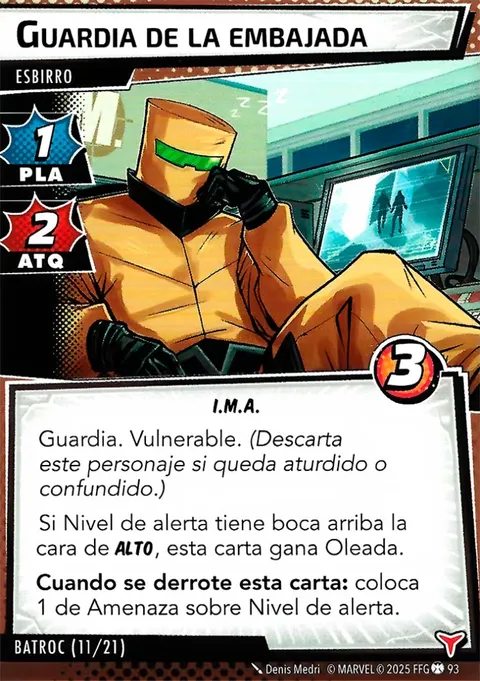 GUARDIA DE LA EMBAJADA
ESBIRRO
1
PLA
2
ATQ
Z Z Z
3
I.M.A.
Guardia. Vulnerable. (Descarta
este personaje si queda aturdido o
confundido.)
Si Nivel de alerta tiene boca arriba la
cara de ALTO, esta carta gana Oleada.
Cuando se derrote esta carta: coloca
1 de Amenaza sobre Nivel de alerta.
BATROC (11/21)
Denis Medri © MARVEL © 2025 FFG 93